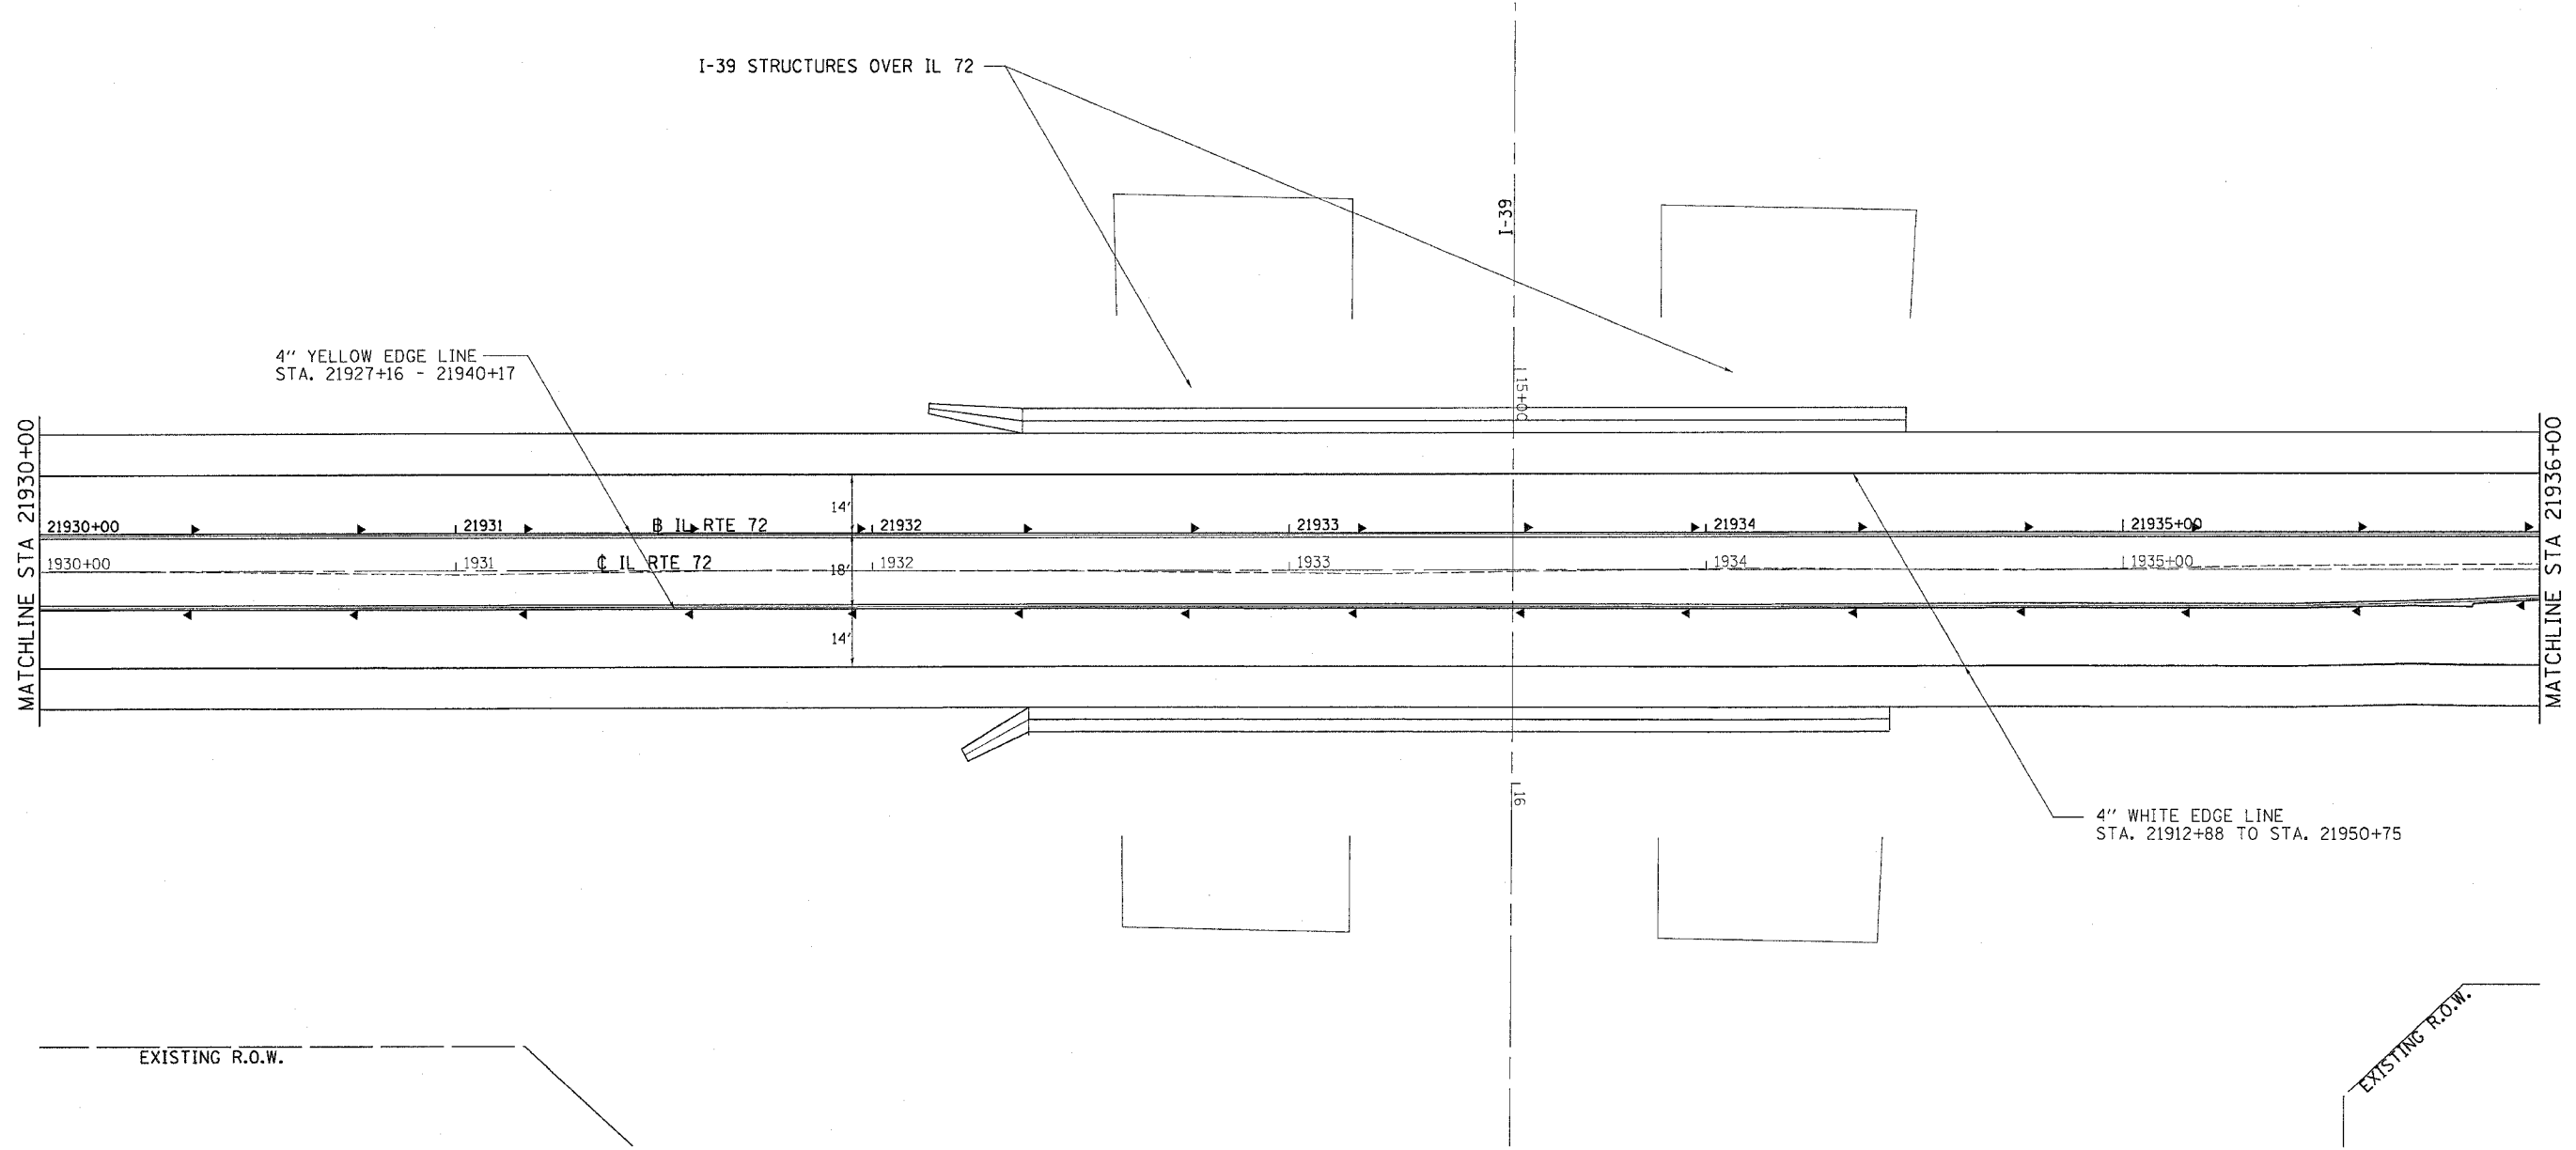 I-39 STRUCTURES OVER IL 72
I-39
4" YELLOW EDGE LINE
STA. 21927+16 - 21940+17
15+00
MATCHLINE STA 21930+00
MATCHLINE STA 21936+00
14'
21930+00
21931
B IL RTE 72
21932
21933
21934
21935+00
1930+00
1931
℄ IL RTE 72
18'
1932
1933
1934
1935+00
14'
16
4" WHITE EDGE LINE
STA. 21912+88 TO STA. 21950+75
EXISTING R.O.W.
EXISTING R.O.W.